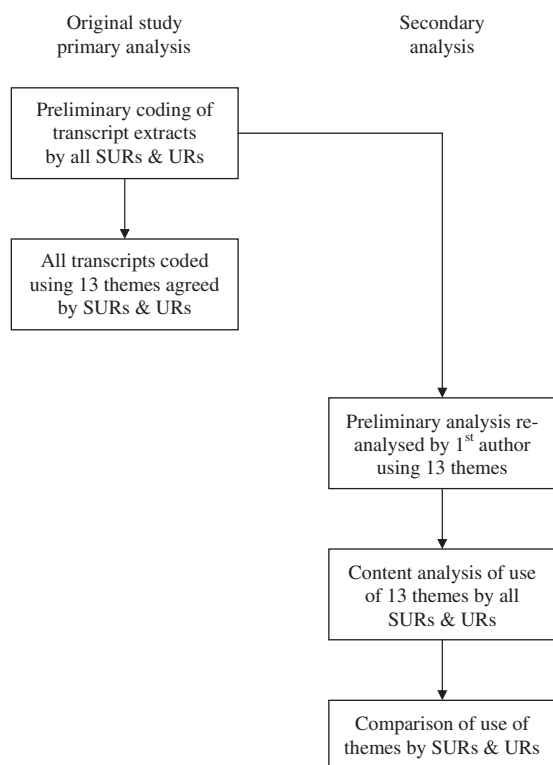 Original study
primary analysis
Secondary
analysis
Preliminary coding of
transcript extracts
by all SURs & URs
All transcripts coded
using 13 themes agreed
by SURs & URs
Preliminary analysis re-
analysed by 1st author
using 13 themes
Content analysis of use
of 13 themes by all
SURs & URs
Comparison of use of
themes by SURs & URs